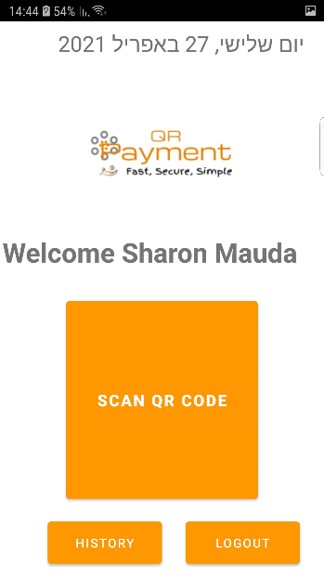 14:44 54%
יום שלישי, 27 באפריל 2021
QR
Payment
Fast, Secure, Simple
Welcome Sharon Mauda
SCAN QR CODE
HISTORY LOGOUT